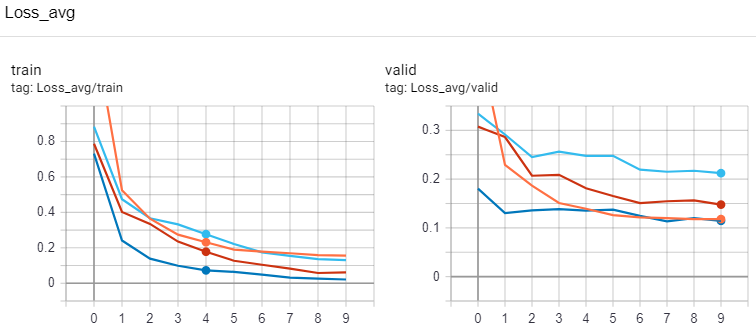 Loss_avg
train
tag: Loss_avg/train
0.8
0.6
0.4
0.2
0
0 1 2 3 4 5 6 7 8 9
valid
tag: Loss_avg/valid
0.3
0.2
0.1
0
0 1 2 3 4 5 6 7 8 9